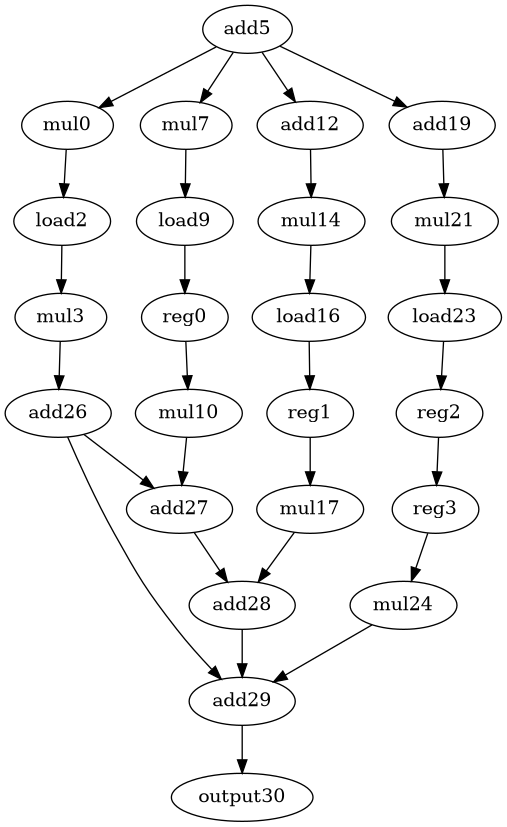 add5
mul0 mul7 add12 add19
load2 load9 mul14 mul21
mul3 reg0 load16 load23
add26 mul10 reg1 reg2
add27 mul17 reg3
add28 mul24
add29
output30